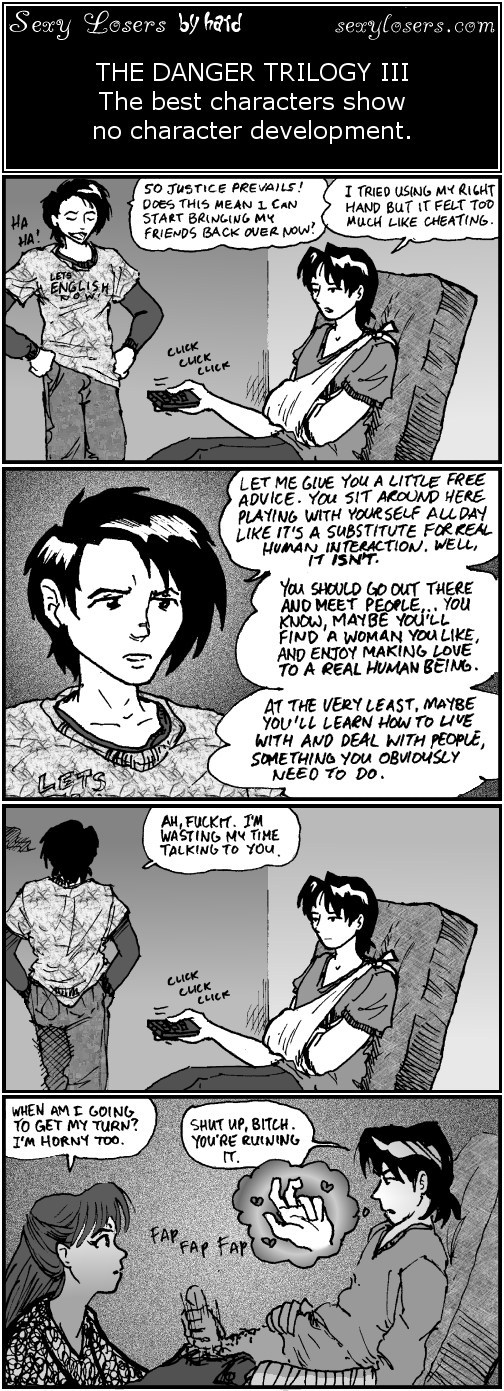 Sexy Losers by hard
sexylosers.com
THE DANGER TRILOGY III
The best characters show
no character development.
HA
HA!
SO JUSTICE PREVAILS!
DOES THIS MEAN I CAN
START BRINGING MY
FRIENDS BACK OVER NOW?
I TRIED USING MY RIGHT
HAND BUT IT FELT TOO
MUCH LIKE CHEATING.
LETS
ENGLISH
NOW!
CLICK
CLICK
CLICK
LET ME GIVE YOU A LITTLE FREE
ADVICE. YOU SIT AROUND HERE
PLAYING WITH YOURSELF ALL DAY
LIKE IT'S A SUBSTITUTE FOR REAL
HUMAN INTERACTION. WELL,
IT ISN'T.
YOU SHOULD GO OUT THERE
AND MEET PEOPLE... YOU
KNOW, MAYBE YOU'LL
FIND A WOMAN YOU LIKE,
AND ENJOY MAKING LOVE
TO A REAL HUMAN BEING.
AT THE VERY LEAST, MAYBE
YOU'LL LEARN HOW TO LIVE
WITH AND DEAL WITH PEOPLE,
SOMETHING YOU OBVIOUSLY
NEED TO DO.
LETS
AH, FUCKIT. I'M
WASTING MY TIME
TALKING TO YOU.
CLICK
CLICK
CLICK
WHEN AM I GOING
TO GET MY TURN?
I'M HORNY TOO.
SHUT UP, BITCH.
YOU'RE RUINING
IT.
FAP
FAP FAP